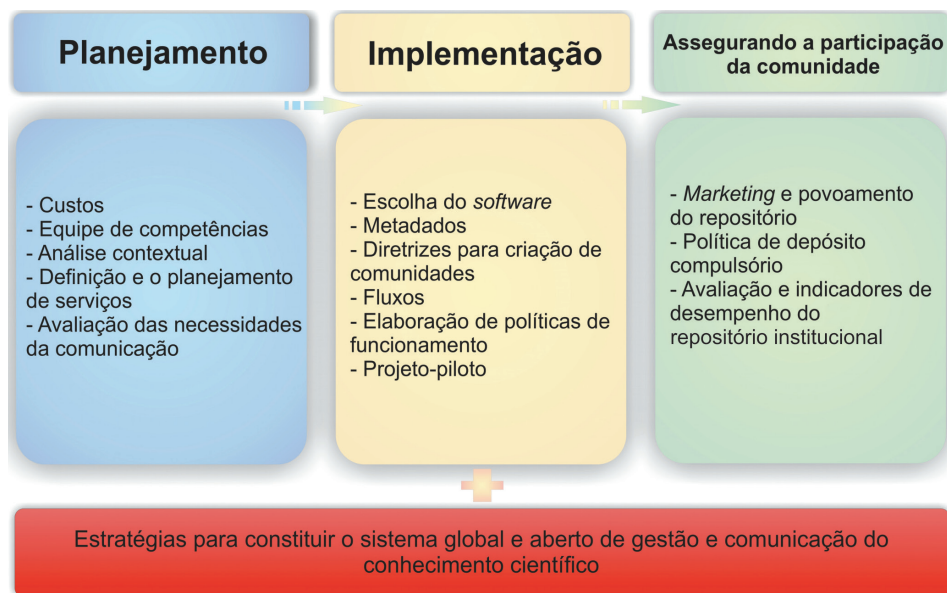 Planejamento
Implementação
Assegurando a participação
da comunidade
- Custos
- Equipe de competências
- Análise contextual
- Definição e o planejamento
de serviços
- Avaliação das necessidades
da comunicação
- Escolha do software
- Metadados
- Diretrizes para criação de
comunidades
- Fluxos
- Elaboração de políticas de
funcionamento
- Projeto-piloto
- Marketing e povoamento
do repositório
- Política de depósito
compulsório
- Avaliação e indicadores de
desempenho do
repositório institucional
Estratégias para constituir o sistema global e aberto de gestão e comunicação do
conhecimento científico